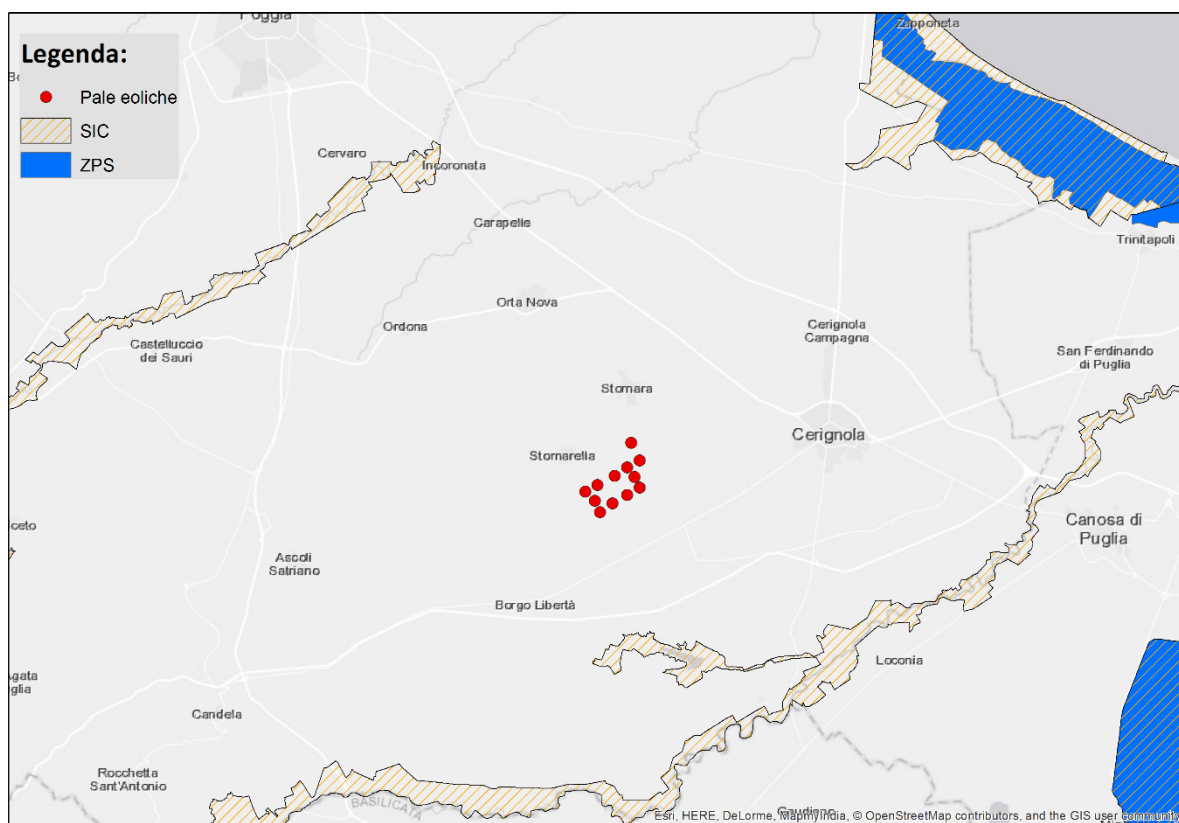 Foggia
Zapponeta
Legenda:
Pale eoliche
SIC
ZPS
Cervaro
Incoronata
Carapelle
Trinitapoli
Orta Nova
Ordona
Cerignola
Campagna
Castelluccio
dei Sauri
San Ferdinando
di Puglia
Stornara
Cerignola
Stornarella
Canosa di
Puglia
Ascoli
Satriano
Borgo Libertà
Loconia
Candela
Rocchetta
Sant'Antonio
BASILICATA
Esri, HERE, DeLorme, MapmyIndia, © OpenStreetMap contributors, and the GIS user community